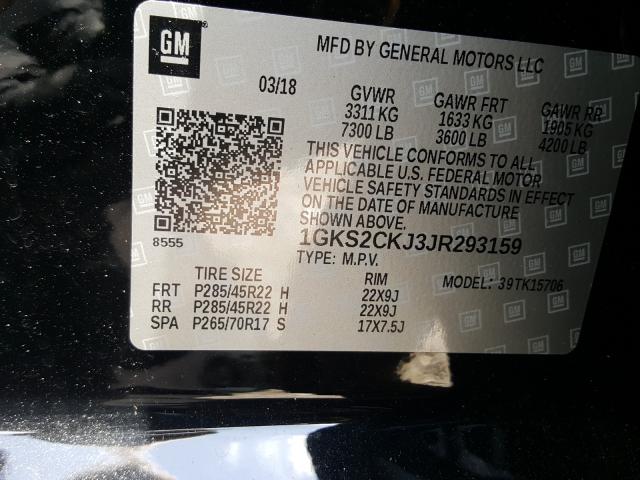 GM
MFD BY GENERAL MOTORS LLC
03/18
GVWR GAWR FRT GAWR RR
3311 KG 1633 KG 1905 KG
7300 LB 3600 LB 4200 LB
THIS VEHICLE CONFORMS TO ALL
APPLICABLE U.S. FEDERAL MOTOR
VEHICLE SAFETY STANDARDS IN EFFECT
ON THE DATE OF MANUFACTURE
SHOWN ABOVE.
8555
1GKS2CKJ3JR293159
TYPE: M.P.V.
MODEL: 39TK15706
TIRE SIZE RIM
FRT P285/45R22 H 22X9J
RR P285/45R22 H 22X9J
SPA P265/70R17 S 17X7.5J